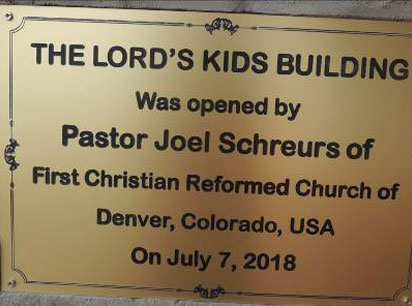 THE LORD'S KIDS BUILDING
Was opened by
Pastor Joel Schreurs of
First Christian Reformed Church of
Denver, Colorado, USA
On July 7, 2018